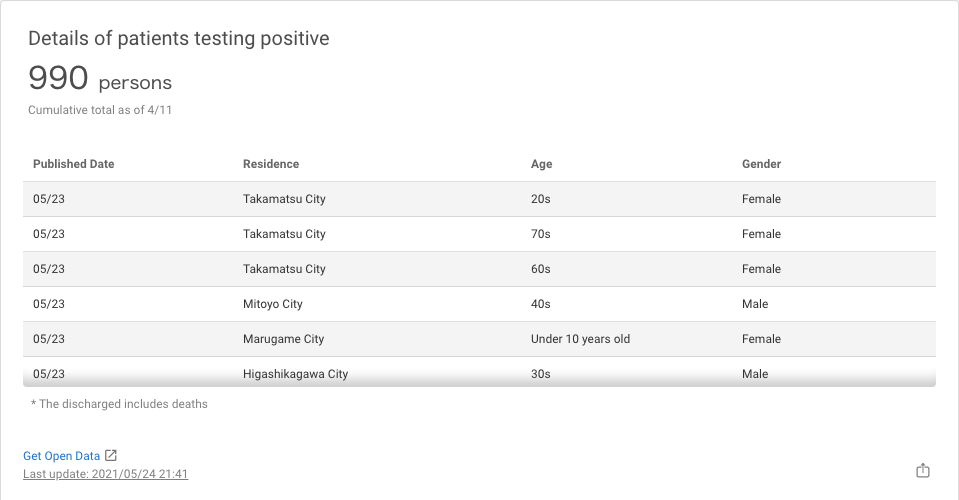 Details of patients testing positive
990 persons
Cumulative total as of 4/11
Published Date Residence Age Gender
05/23 Takamatsu City 20s Female
05/23 Takamatsu City 70s Female
05/23 Takamatsu City 60s Female
05/23 Mitoyo City 40s Male
05/23 Marugame City Under 10 years old Female
05/23 Higashikagawa City 30s Male
* The discharged includes deaths
Get Open Data
Last update: 2021/05/24 21:41